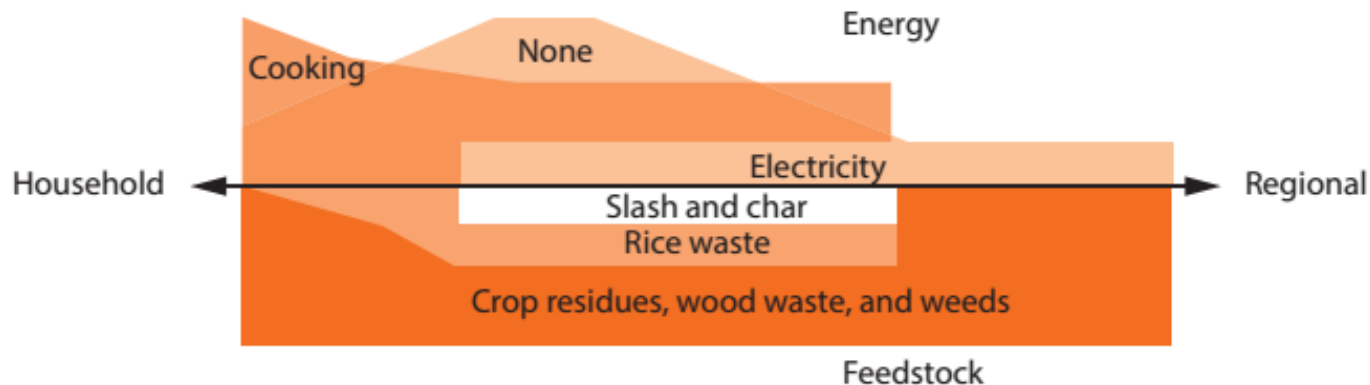 Energy
None
Cooking
Electricity
Household
Regional
Slash and char
Rice waste
Crop residues, wood waste, and weeds
Feedstock